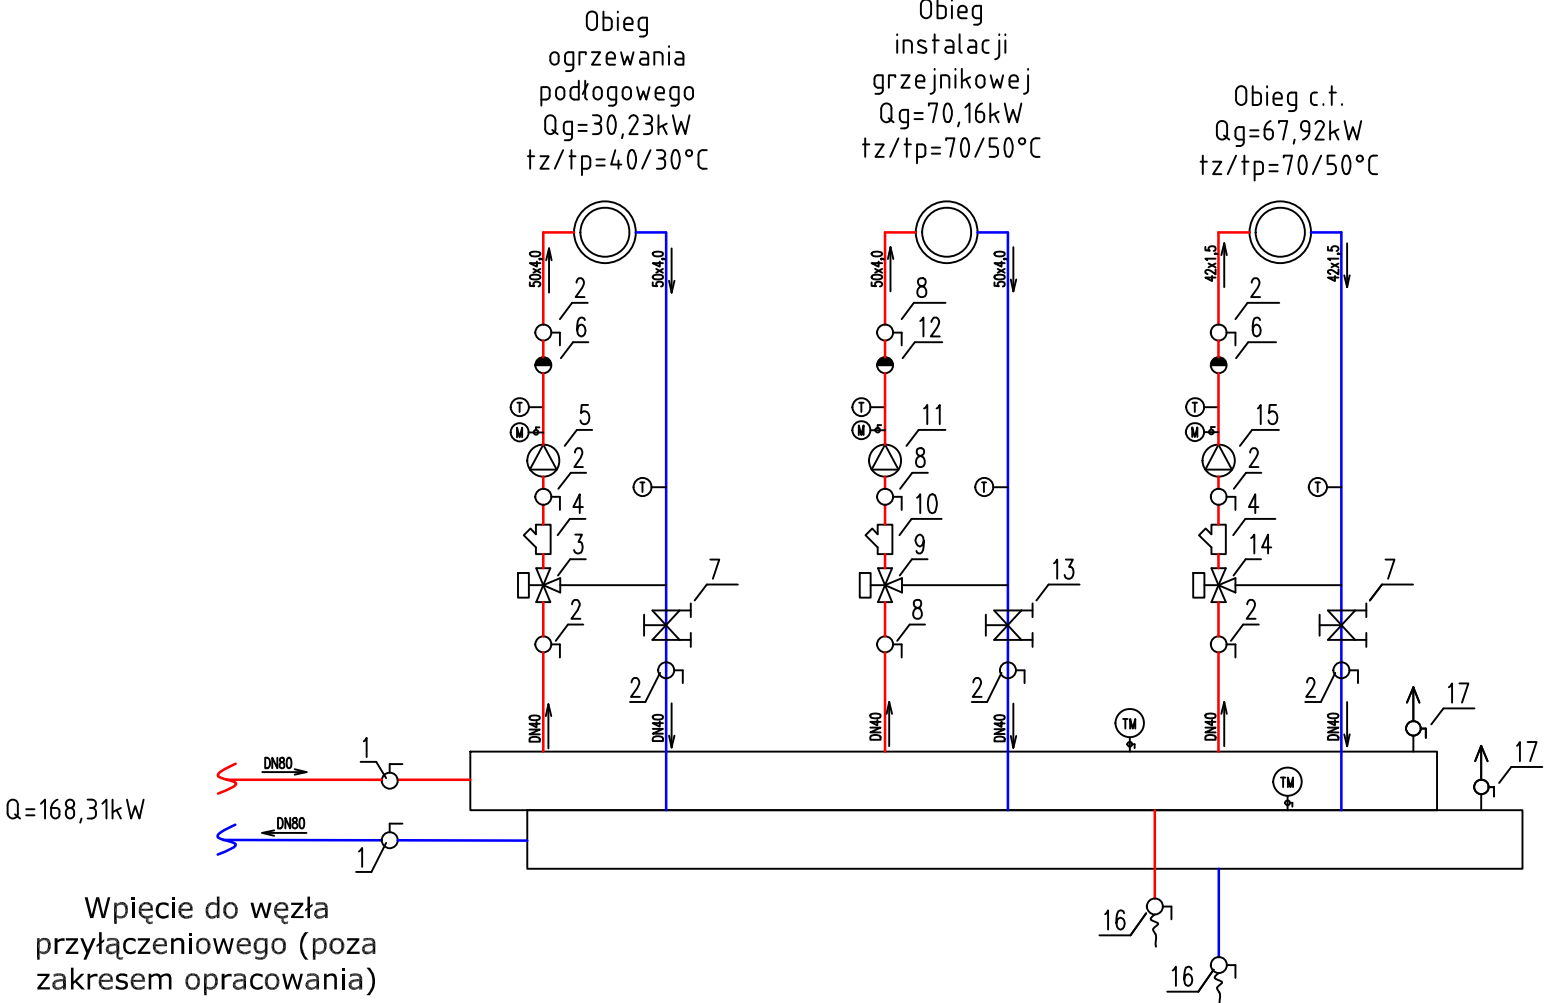 Obieg
ogrzewania
podłogowego
Qg=30,23kW
tz/tp=40/30°C
Obieg
instalacji
grzejnikowej
Qg=70,16kW
tz/tp=70/50°C
Obieg c.t.
Qg=67,92kW
tz/tp=70/50°C
50x4,0
50x4,0
2
6
T
M
5
2
T
4
3
7
2
2
DN40
DN40
50x4,0
50x4,0
8
12
T
M
11
8
T
10
9
13
8
2
DN40
DN40
42x1,5
42x1,5
2
6
T
M
15
2
T
4
14
7
2
2
DN40
DN40
TM
17
TM
17
DN80
1
Q=168,31kW
DN80
1
16
16
Wpięcie do węzła
przyłączeniowego (poza
zakresem opracowania)